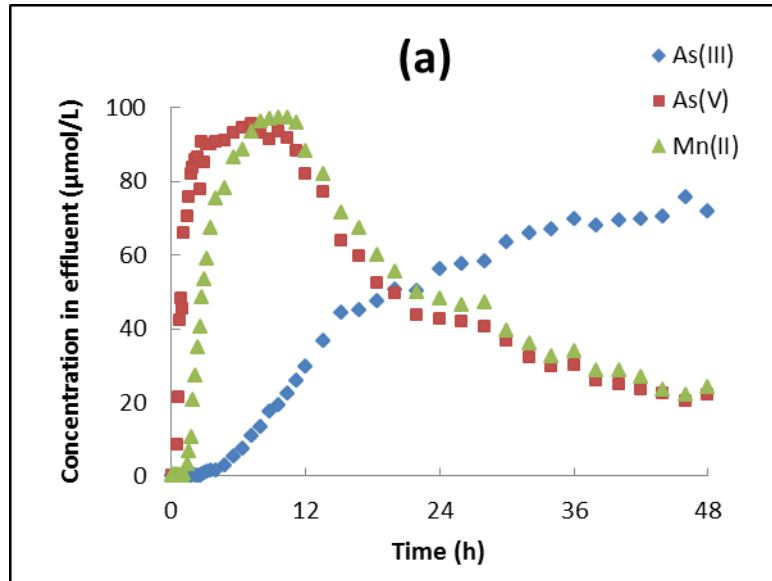 (a)
As(III)
As(V)
Mn(II)
Concentration in effluent (µmol/L)
100
80
60
40
20
0
0 12 24 36 48
Time (h)